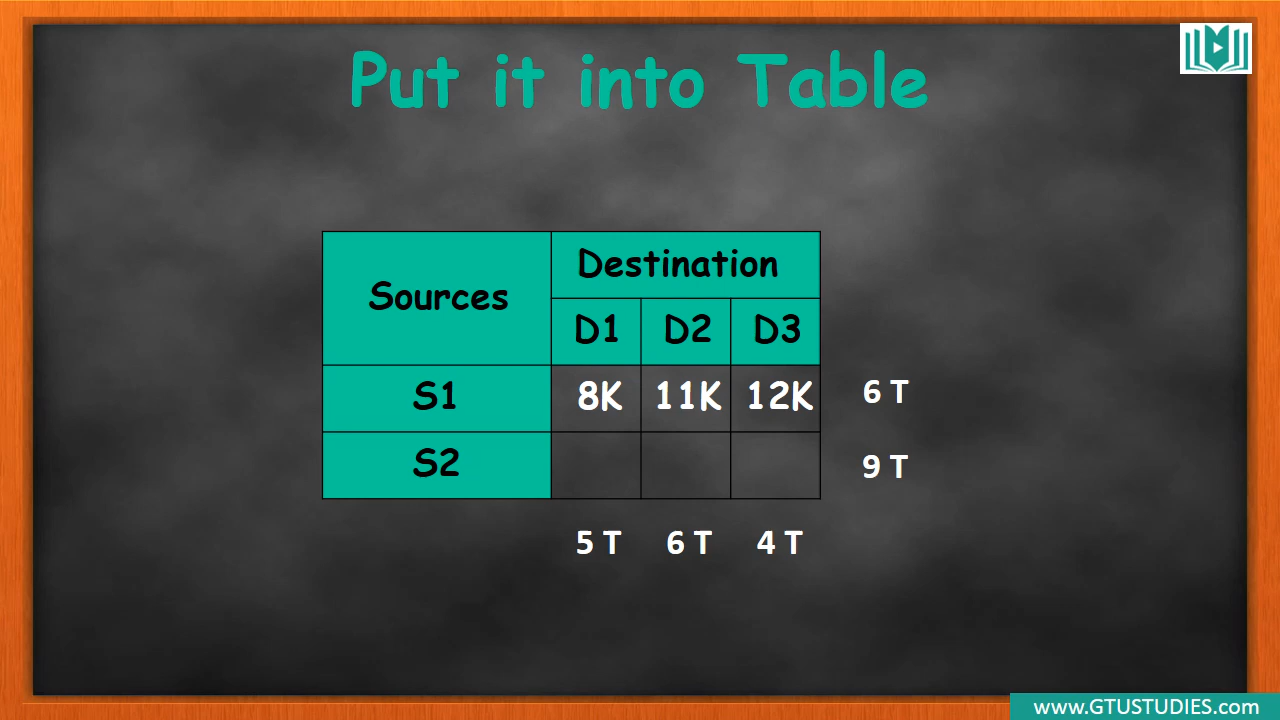 Put it into Table
Sources
Destination
D1 D2 D3
S1 8K 11K 12K 6 T
S2 9 T
5 T 6 T 4 T
www.GTUSTUDIES.com